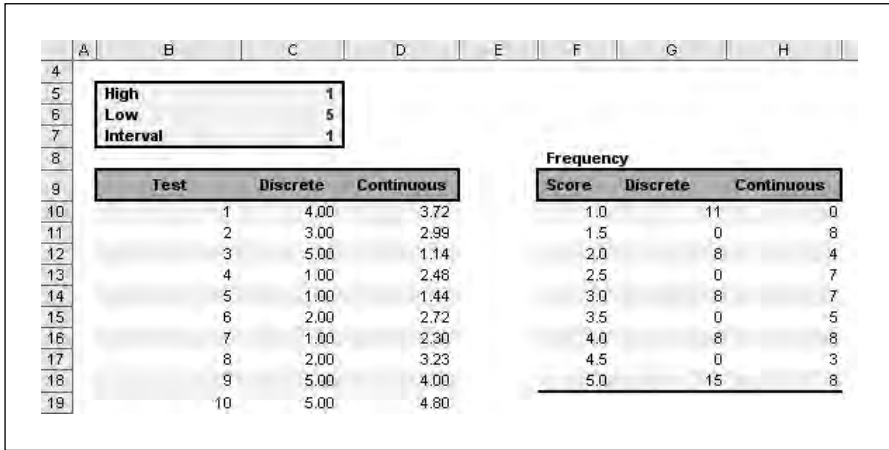 A B C D E F G H
4
5 High 1
6 Low 5
7 Interval 1
8 Frequency
9 Test Discrete Continuous Score Discrete Continuous
10 1 4.00 3.72 1.0 11 0
11 2 3.00 2.99 1.5 0 8
12 3 5.00 1.14 2.0 8 4
13 4 1.00 2.48 2.5 0 7
14 5 1.00 1.44 3.0 8 7
15 6 2.00 2.72 3.5 0 5
16 7 1.00 2.30 4.0 8 8
17 8 2.00 3.23 4.5 0 3
18 9 5.00 4.00 5.0 15 8
19 10 5.00 4.80